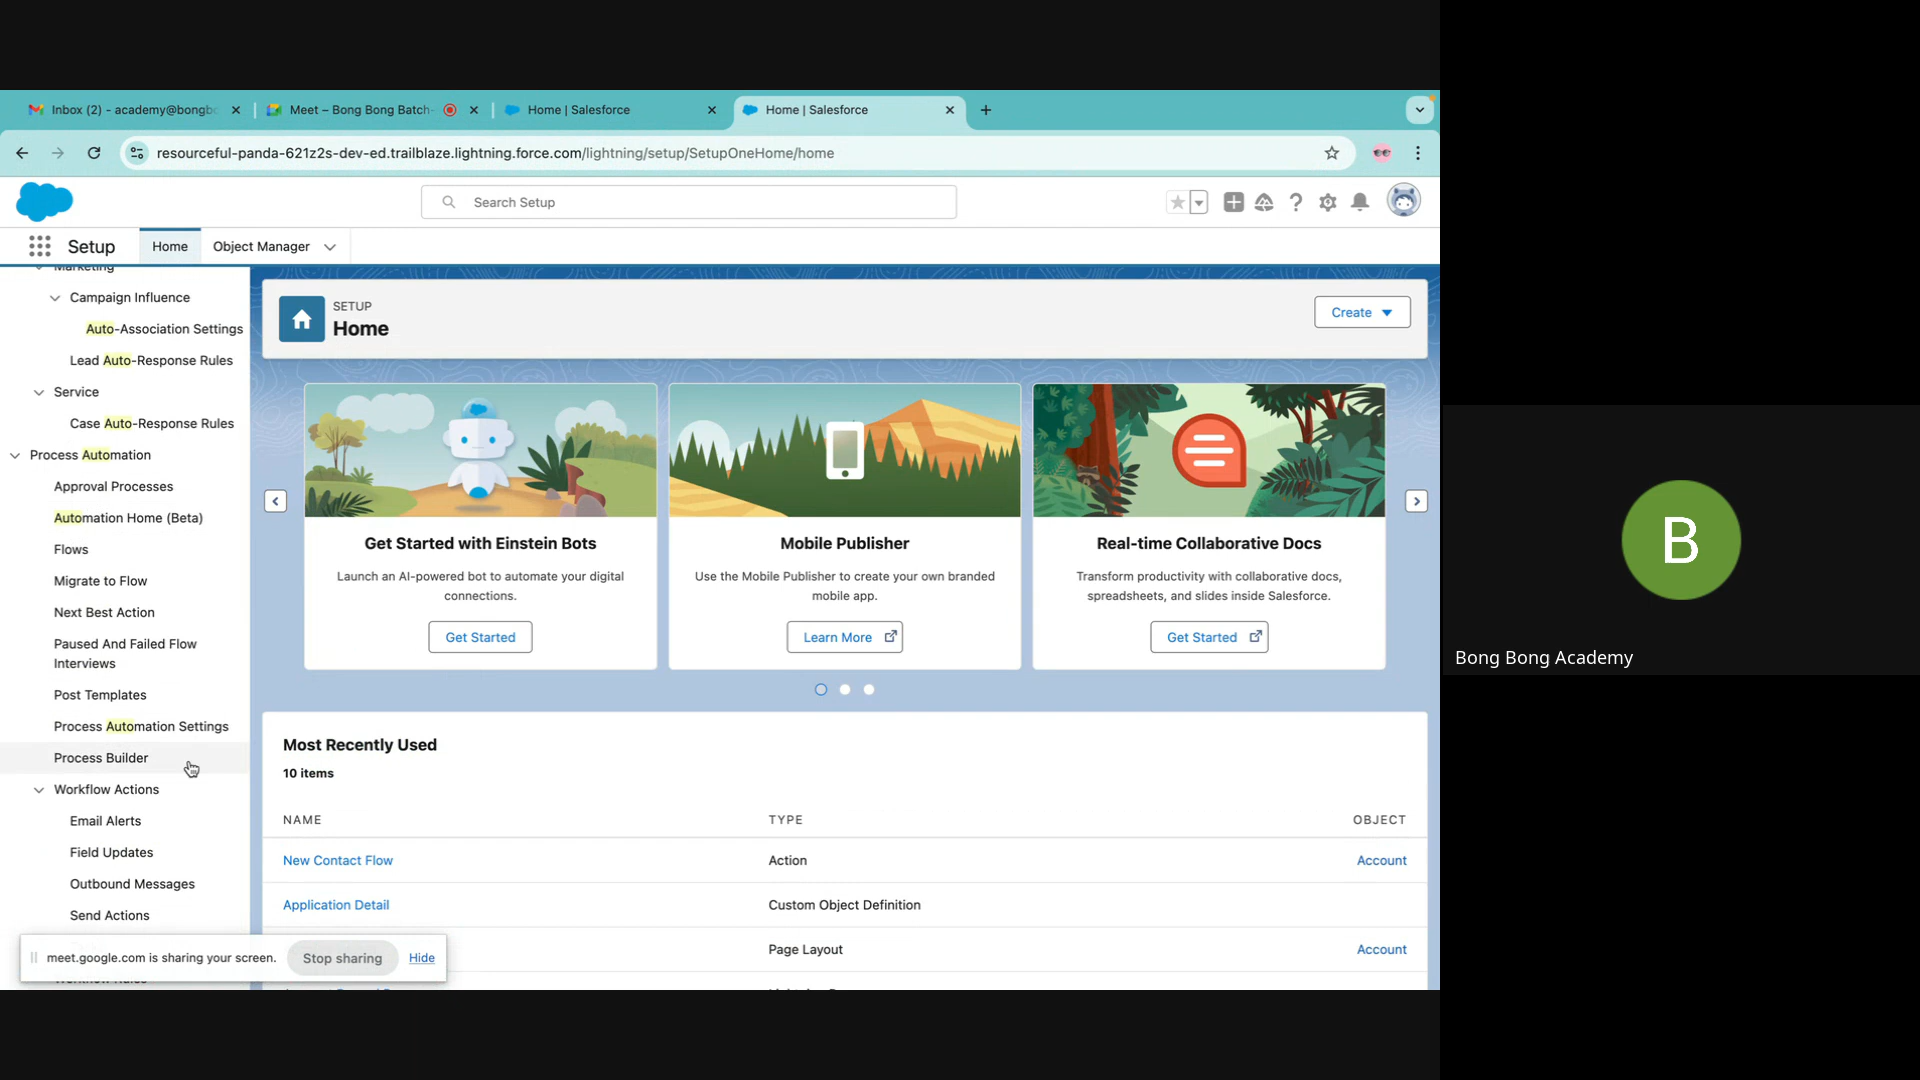 Inbox (2) - academy@bongbo
Meet – Bong Bong Batch-
Home | Salesforce
Home | Salesforce
resourceful-panda-621z2s-dev-ed.trailblaze.lightning.force.com/lightning/setup/SetupOneHome/home
Search Setup
Setup
Home
Object Manager
Marketing
Campaign Influence
Auto-Association Settings
Lead Auto-Response Rules
Service
Case Auto-Response Rules
Process Automation
Approval Processes
Automation Home (Beta)
Flows
Migrate to Flow
Next Best Action
Paused And Failed Flow
Interviews
Post Templates
Process Automation Settings
Process Builder
Workflow Actions
Email Alerts
Field Updates
Outbound Messages
Send Actions
SETUP
Home
Create
Get Started with Einstein Bots
Launch an AI-powered bot to automate your digital
connections.
Get Started
Mobile Publisher
Use the Mobile Publisher to create your own branded
mobile app.
Learn More
Real-time Collaborative Docs
Transform productivity with collaborative docs,
spreadsheets, and slides inside Salesforce.
Get Started
Most Recently Used
10 items
NAME TYPE OBJECT
New Contact Flow Action Account
Application Detail Custom Object Definition
Page Layout Account
meet.google.com is sharing your screen. Stop sharing Hide
B
Bong Bong Academy